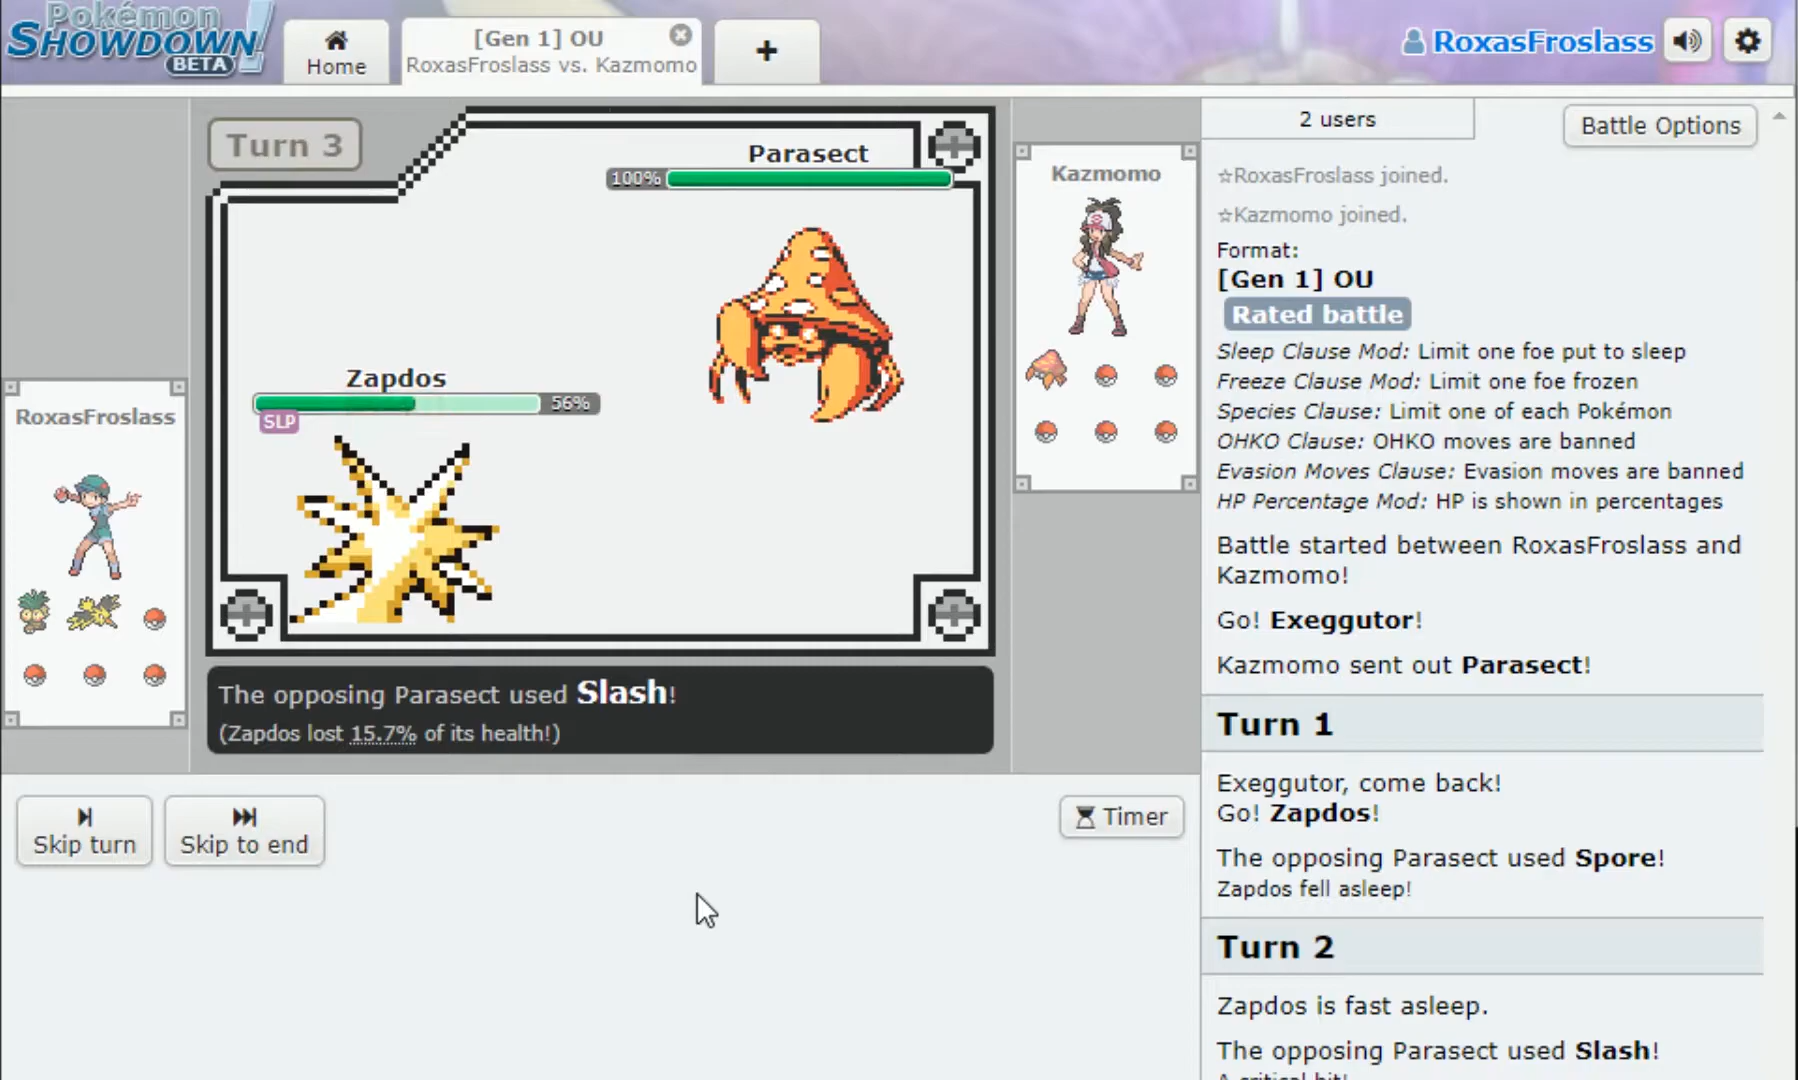 Pokémon
SHOWDOWN!
BETA
Home
[Gen 1] OU
RoxasFroslass vs. Kazmomo
+
RoxasFroslass
Turn 3
Parasect
100%
Zapdos
56%
SLP
RoxasFroslass
Kazmomo
The opposing Parasect used Slash!
(Zapdos lost 15.7% of its health!)
Skip turn
Skip to end
Timer
2 users
Battle Options
☆RoxasFroslass joined.
☆Kazmomo joined.
Format:
[Gen 1] OU
Rated battle
Sleep Clause Mod: Limit one foe put to sleep
Freeze Clause Mod: Limit one foe frozen
Species Clause: Limit one of each Pokémon
OHKO Clause: OHKO moves are banned
Evasion Moves Clause: Evasion moves are banned
HP Percentage Mod: HP is shown in percentages
Battle started between RoxasFroslass and
Kazmomo!
Go! Exeggutor!
Kazmomo sent out Parasect!
Turn 1
Exeggutor, come back!
Go! Zapdos!
The opposing Parasect used Spore!
Zapdos fell asleep!
Turn 2
Zapdos is fast asleep.
The opposing Parasect used Slash!
A critical hit!